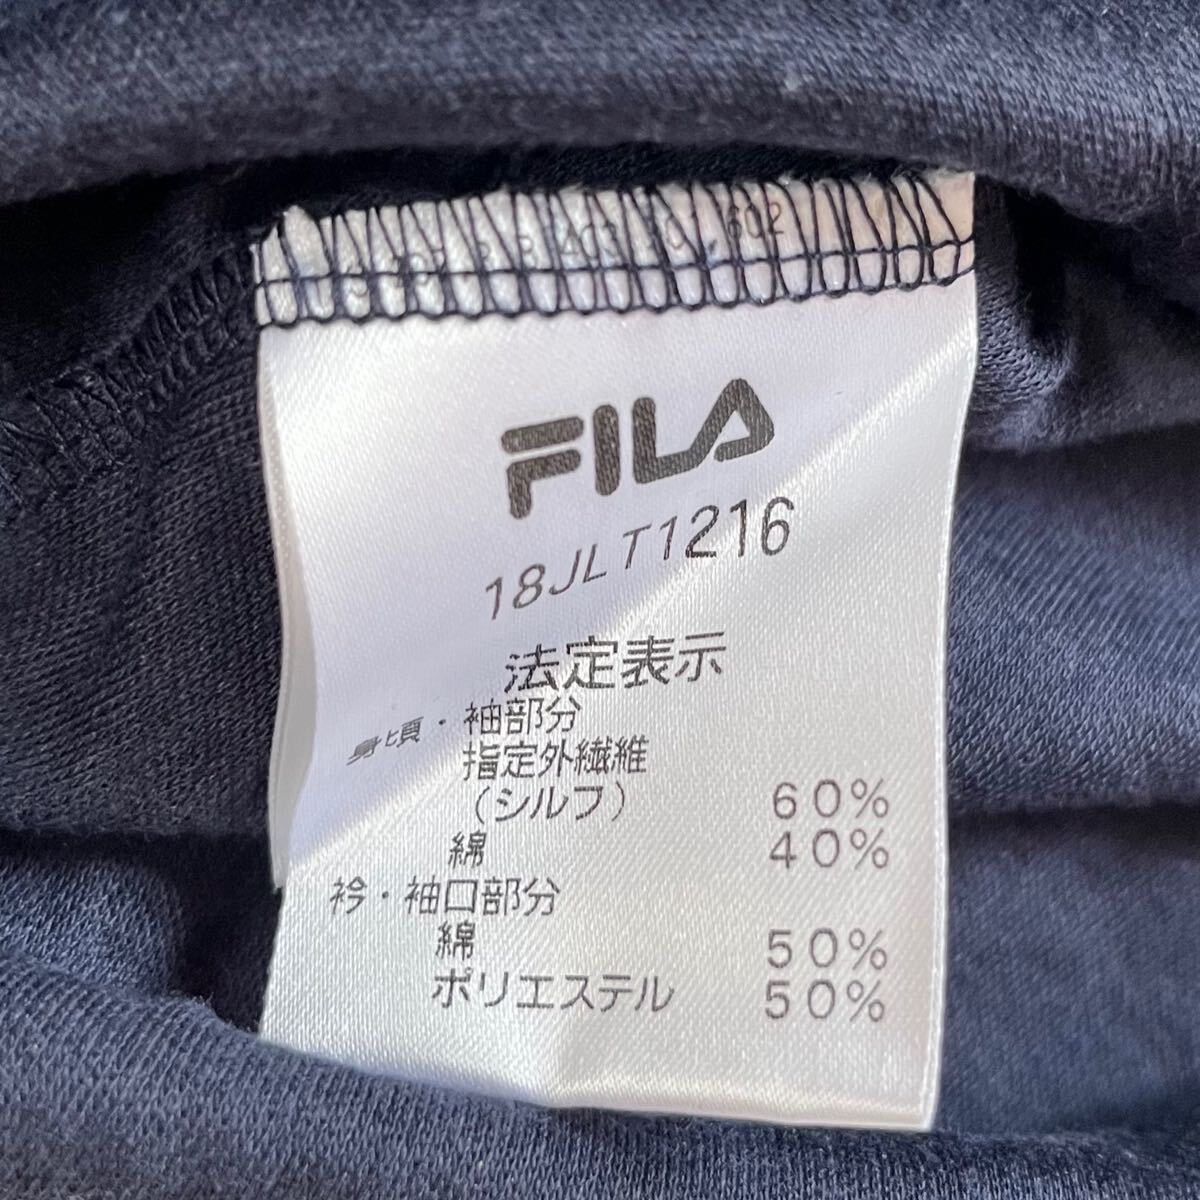 602
FILA
18JLT1216
法定表示
身頃・袖部分
指定外繊維
(シルフ) 60%
綿 40%
衿・袖口部分
綿 50%
ポリエステル 50%